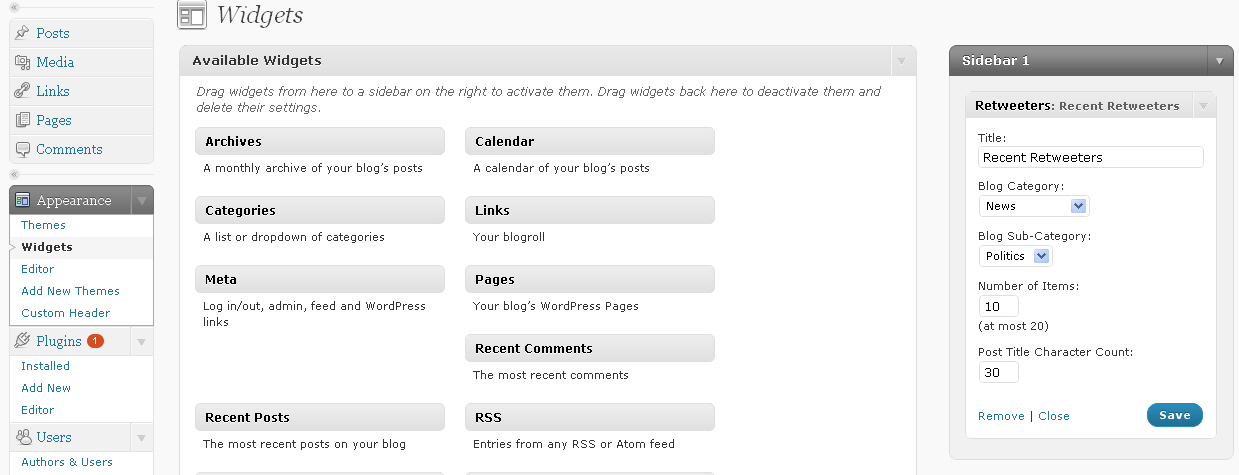 Posts
Media
Links
Pages
Comments
Appearance
Themes
Widgets
Editor
Add New Themes
Custom Header
Plugins 1
Installed
Add New
Editor
Users
Authors & Users
Widgets
Available Widgets
Drag widgets from here to a sidebar on the right to activate them. Drag widgets back here to deactivate them and
delete their settings.
Archives
A monthly archive of your blog's posts
Calendar
A calendar of your blog's posts
Categories
A list or dropdown of categories
Links
Your blogroll
Meta
Log in/out, admin, feed and WordPress
links
Pages
Your blog's WordPress Pages
Recent Comments
The most recent comments
Recent Posts
The most recent posts on your blog
RSS
Entries from any RSS or Atom feed
Sidebar 1
Retweeters: Recent Retweeters
Title:
Recent Retweeters
Blog Category:
News
Blog Sub-Category:
Politics
Number of Items:
10
(at most 20)
Post Title Character Count:
30
Remove | Close
Save